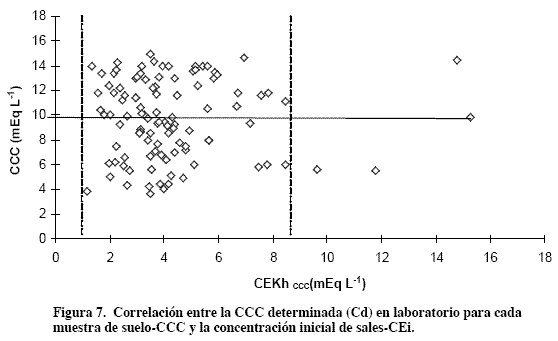 18
16
14
12
10
8
6
4
2
0
CCC (mEq L-1)
0 2 4 6 8 10 12 14 16 18
CEKh CCC(mEq L-1)
Figura 7. Correlación entre la CCC determinada (Cd) en laboratorio para cada
muestra de suelo-CCC y la concentración inicial de sales-CEi.